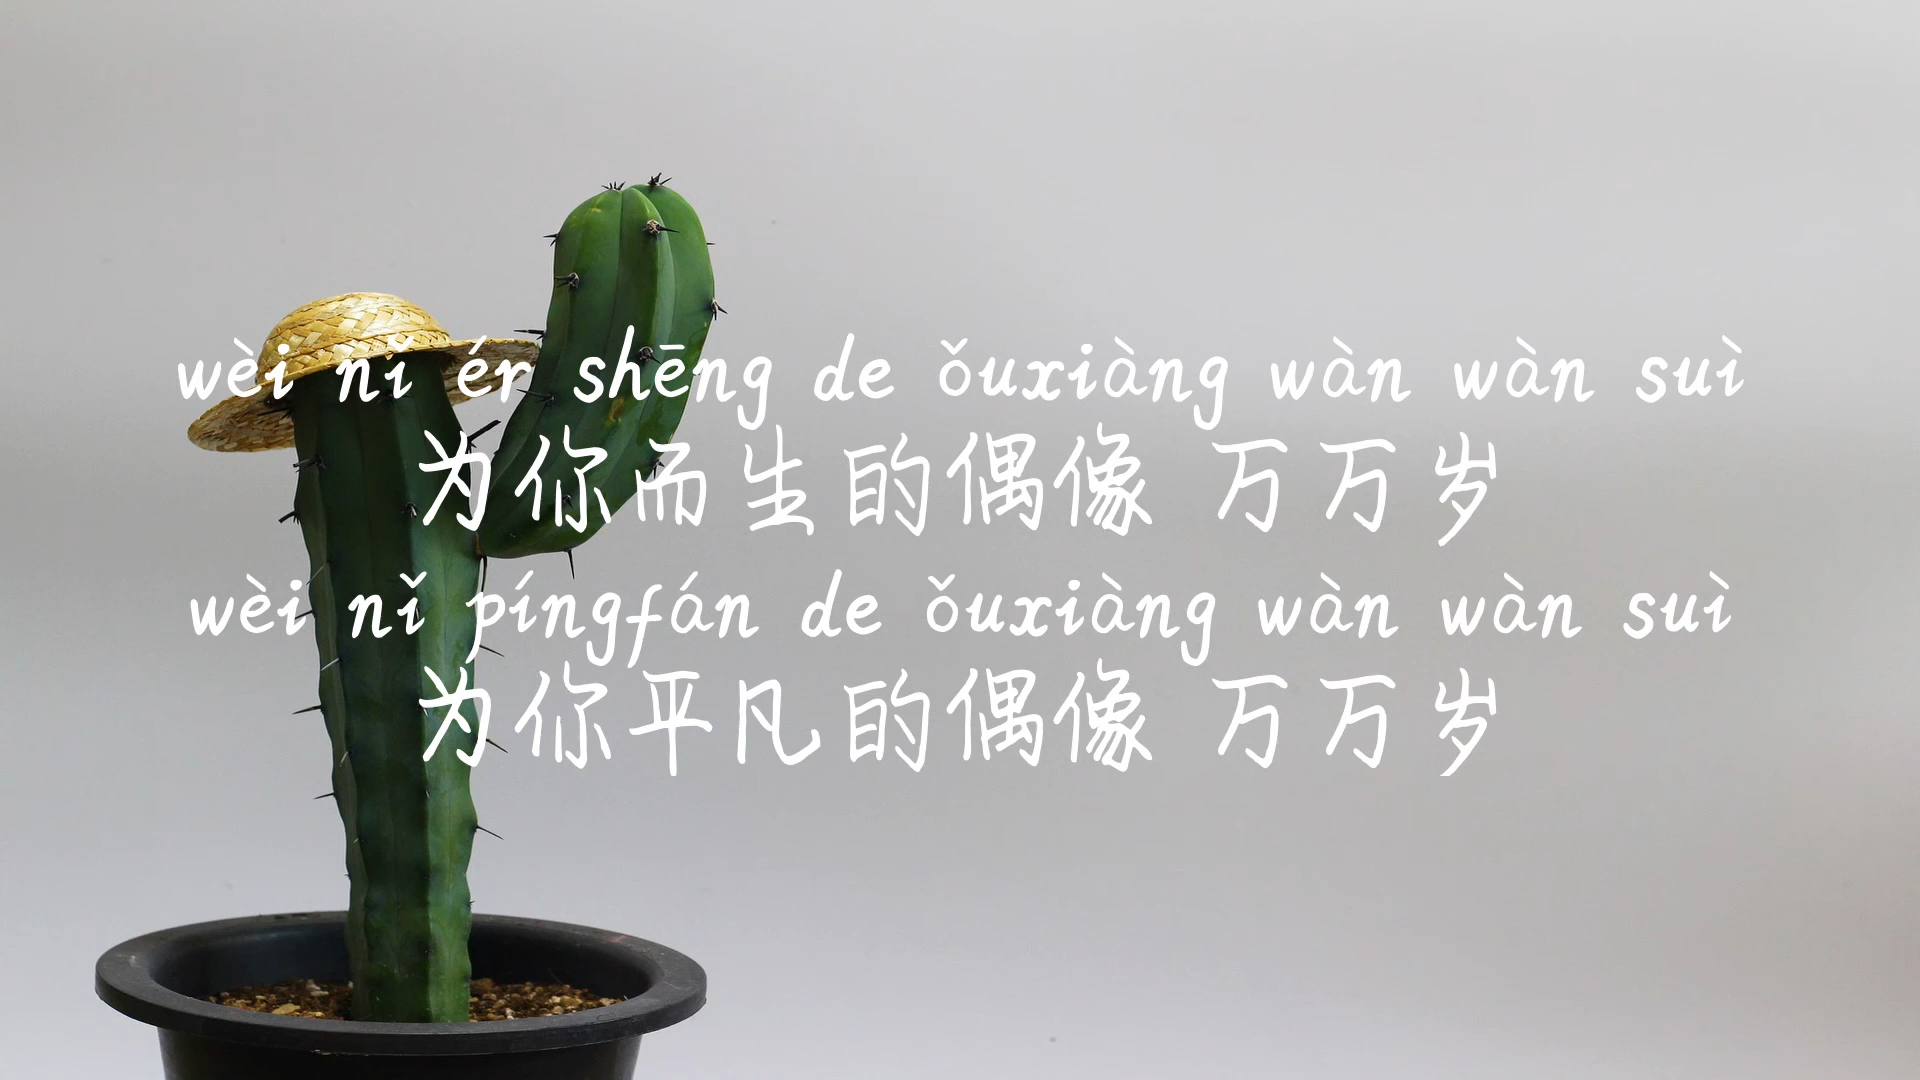 wèi nǐ ér shēng de ǒuxiàng wàn wàn suì
为你而生的偶像 万万岁
wèi nǐ píngfán de ǒuxiàng wàn wàn suì
为你平凡的偶像 万万岁